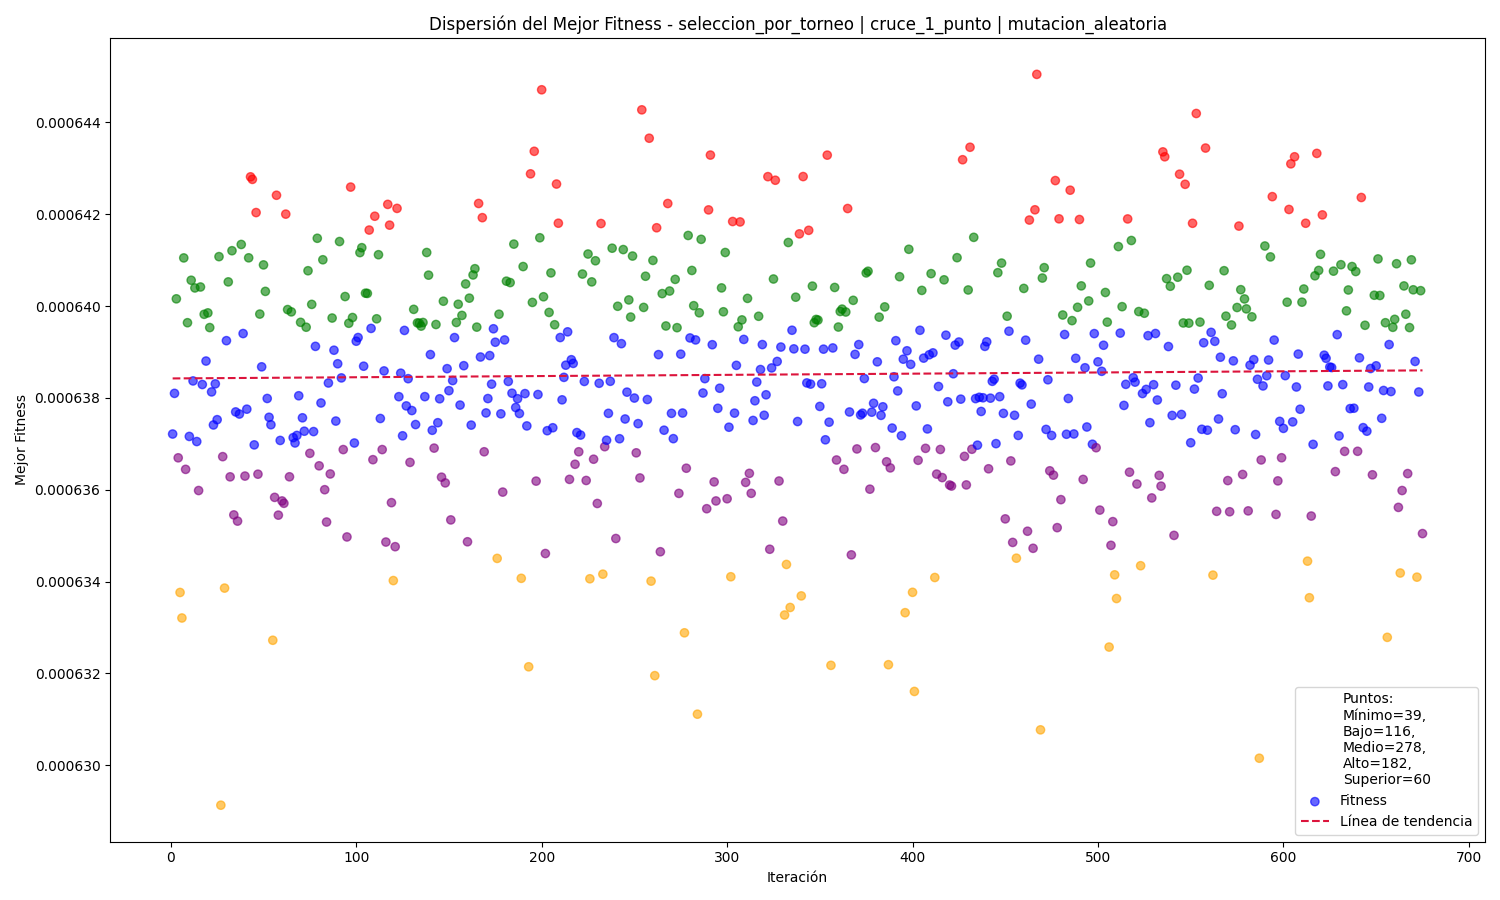 Dispersión del Mejor Fitness - seleccion_por_torneo | cruce_1_punto | mutacion_aleatoria
Mejor Fitness
0.000644
0.000642
0.000640
0.000638
0.000636
0.000634
0.000632
0.000630
Puntos:
Mínimo=39,
Bajo=116,
Medio=278,
Alto=182,
Superior=60
Fitness
Línea de tendencia
0 100 200 300 400 500 600 700
Iteración